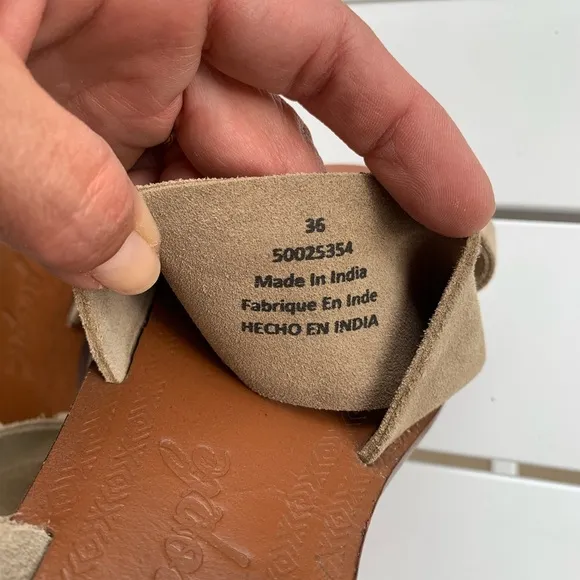 36
50025354
Made In India
Fabrique En Inde
HECHO EN INDIA